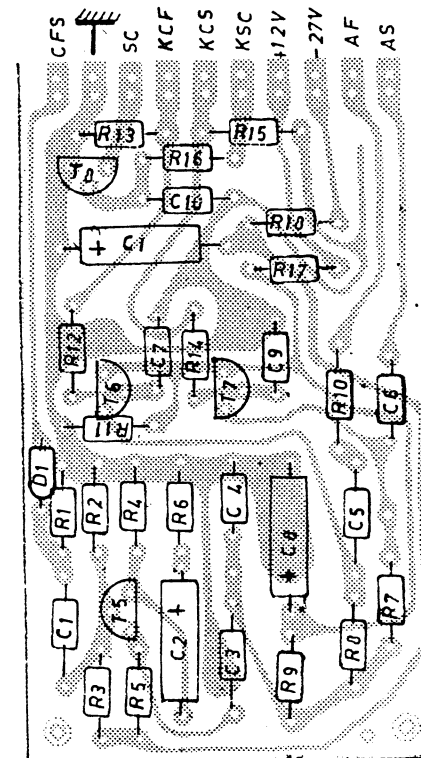 CFS
SC
KCF
KCS
KSC
+12V
-27V
AF
AS
R13
R15
R16
T8
C10
R10
+ C1
R17
R12
C7
R14
C9
T6
T7
R10
C6
R11
D1
R1
R2
R4
R6
C4
+ C8
C5
C1
T5
C2 +
C3
R7
R3
R5
R9
R8